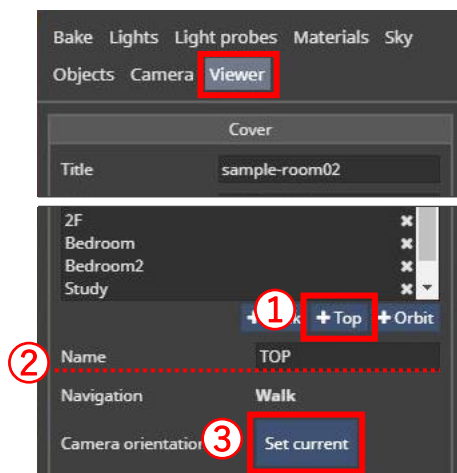 Bake Lights Light probes Materials Sky
Objects Camera Viewer
Cover
Title sample-room02
2F ✖
Bedroom ✖
Bedroom2 ✖
Study ✖
① + Top + Orbit
② Name TOP
Navigation Walk
Camera orientation ③ Set current